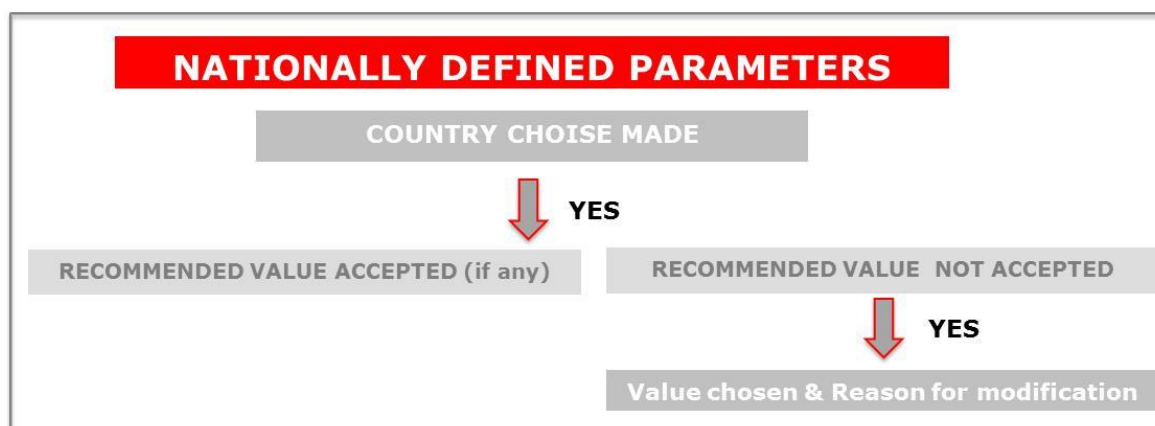 NATIONALLY DEFINED PARAMETERS
COUNTRY CHOISE MADE
YES
RECOMMENDED VALUE ACCEPTED (if any)
RECOMMENDED VALUE NOT ACCEPTED
YES
Value chosen & Reason for modification